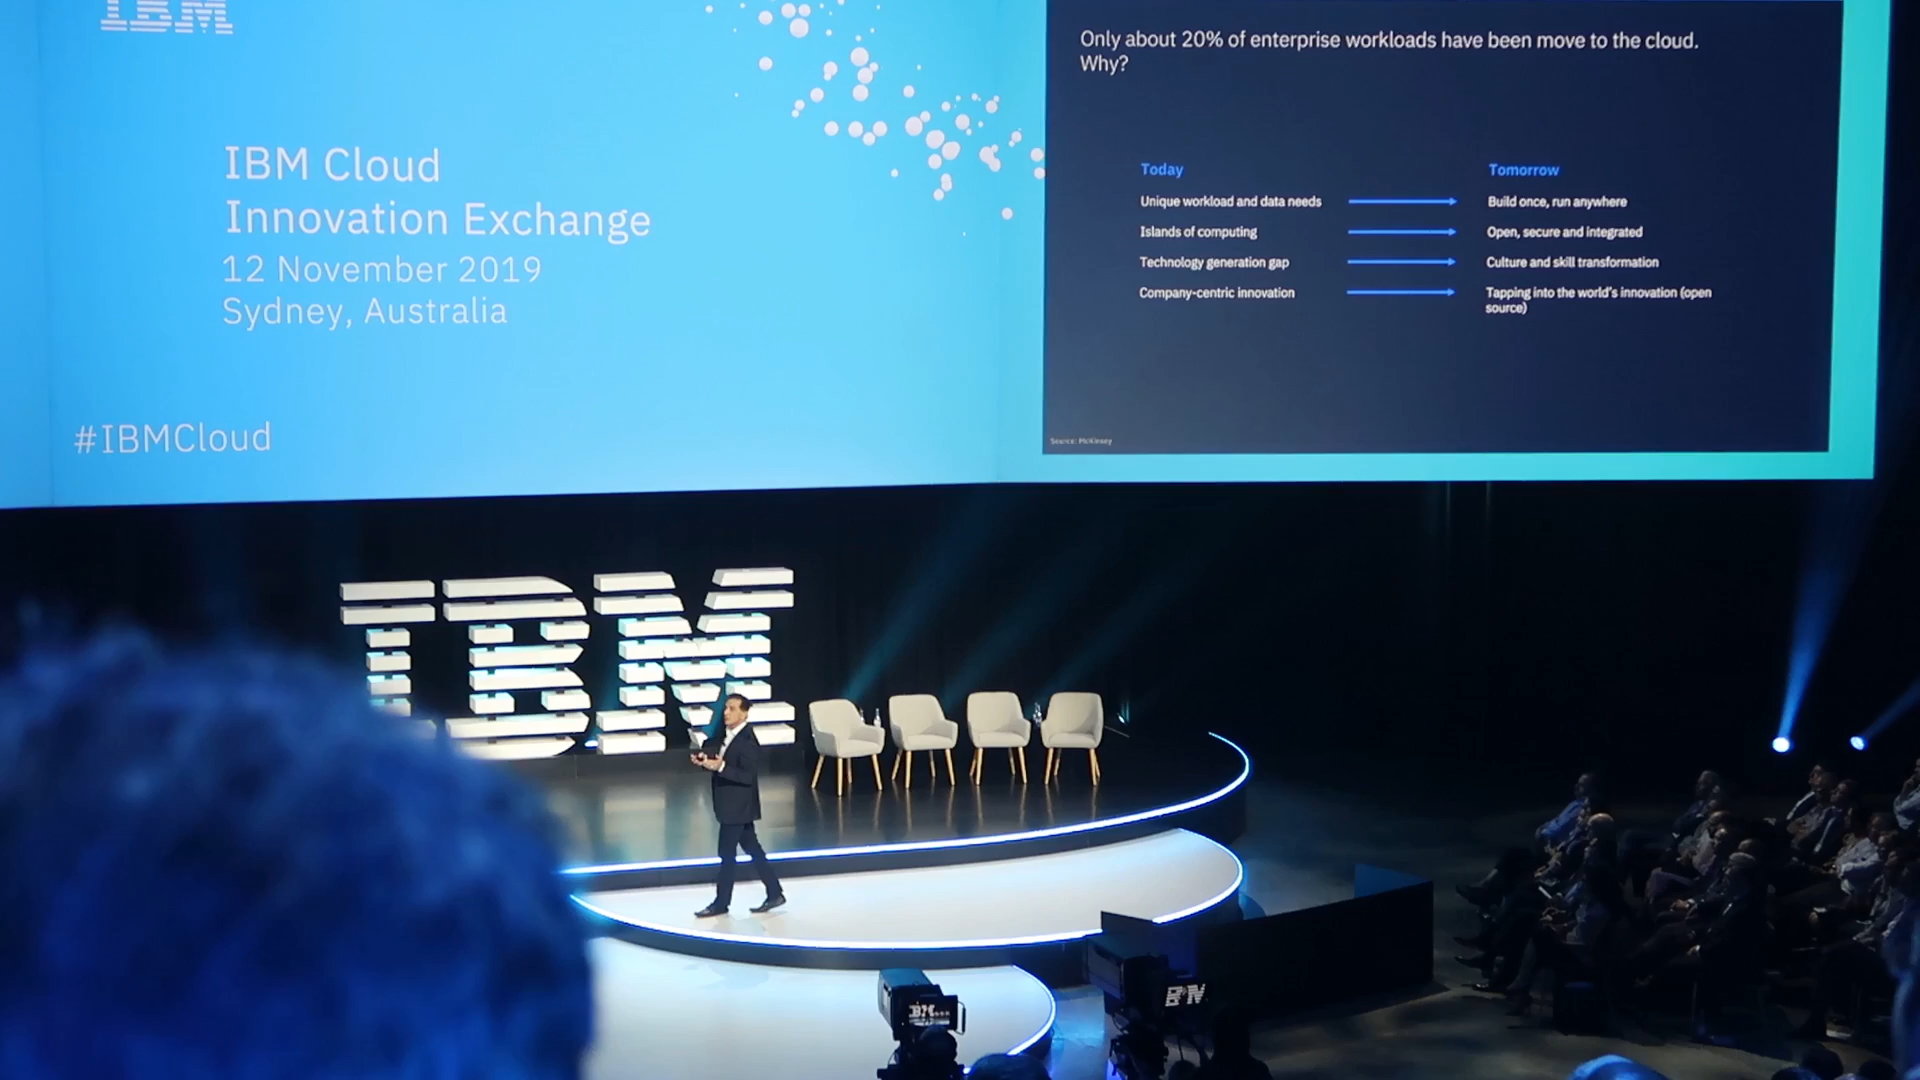 IBM
IBM Cloud
Innovation Exchange
12 November 2019
Sydney, Australia
#IBMCloud
Only about 20% of enterprise workloads have been move to the cloud.
Why?
Today
Tomorrow
Unique workload and data needs
Build once, run anywhere
Islands of computing
Open, secure and integrated
Technology generation gap
Culture and skill transformation
Company-centric innovation
Tapping into the world's innovation (open
source)
Source: McKinsey
IBM